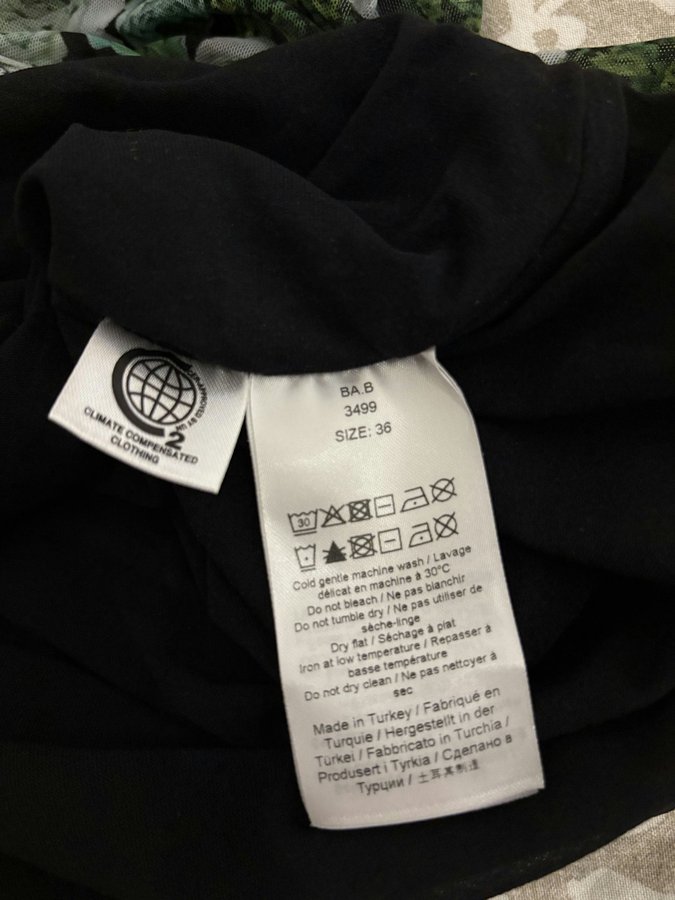 CLIMATE COMPENSATED
CLOTHING
2
BA.B
3499
SIZE: 36
30
Cold gentle machine wash / Lavage
délicat en machine à 30°C
Do not bleach / Ne pas blanchir
Do not tumble dry / Ne pas utiliser de
sèche-linge
Dry flat / Séchage à plat
Iron at low temperature / Repasser à
basse température
Do not dry clean / Ne pas nettoyer à
sec
Made in Turkey / Fabriqué en
Turquie / Hergestellt in der
Türkei / Fabbricato in Turchia /
Produsert i Tyrkia / Сделано в
Турции / 土耳其制造